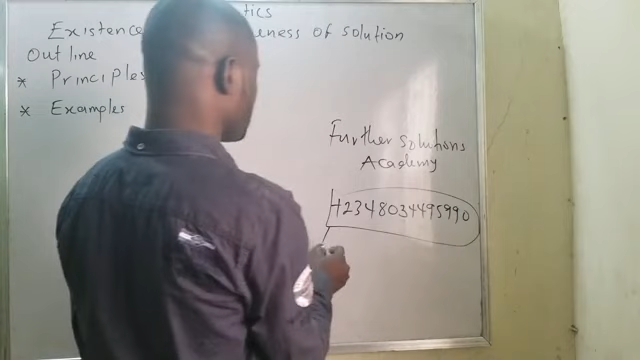 tics
Existence eness of solution
Outline
* Principles
* Examples
Further Solutions
Academy
+2348034495990